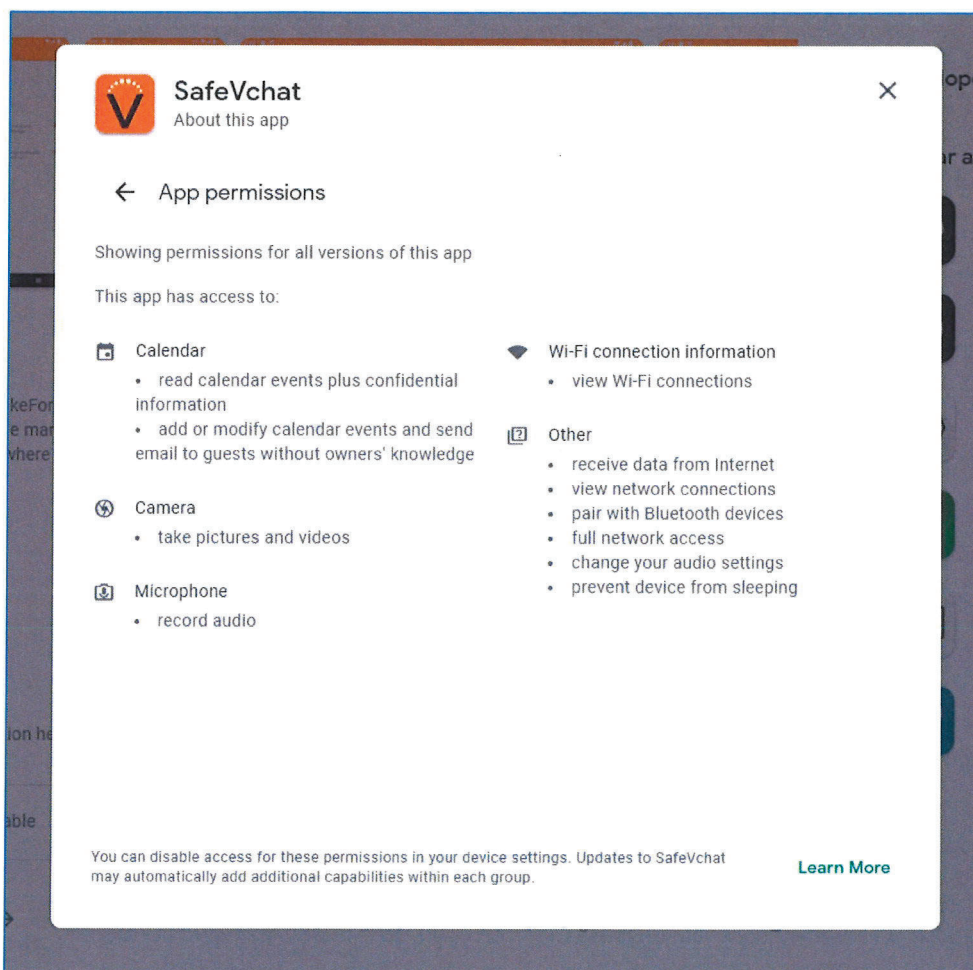 SafeVchat
About this app
App permissions
Showing permissions for all versions of this app
This app has access to:
Calendar
• read calendar events plus confidential
information
• add or modify calendar events and send
email to guests without owners' knowledge
Camera
• take pictures and videos
Microphone
• record audio
Wi-Fi connection information
• view Wi-Fi connections
? Other
• receive data from Internet
• view network connections
• pair with Bluetooth devices
• full network access
• change your audio settings
• prevent device from sleeping
You can disable access for these permissions in your device settings. Updates to SafeVchat
may automatically add additional capabilities within each group.
Learn More